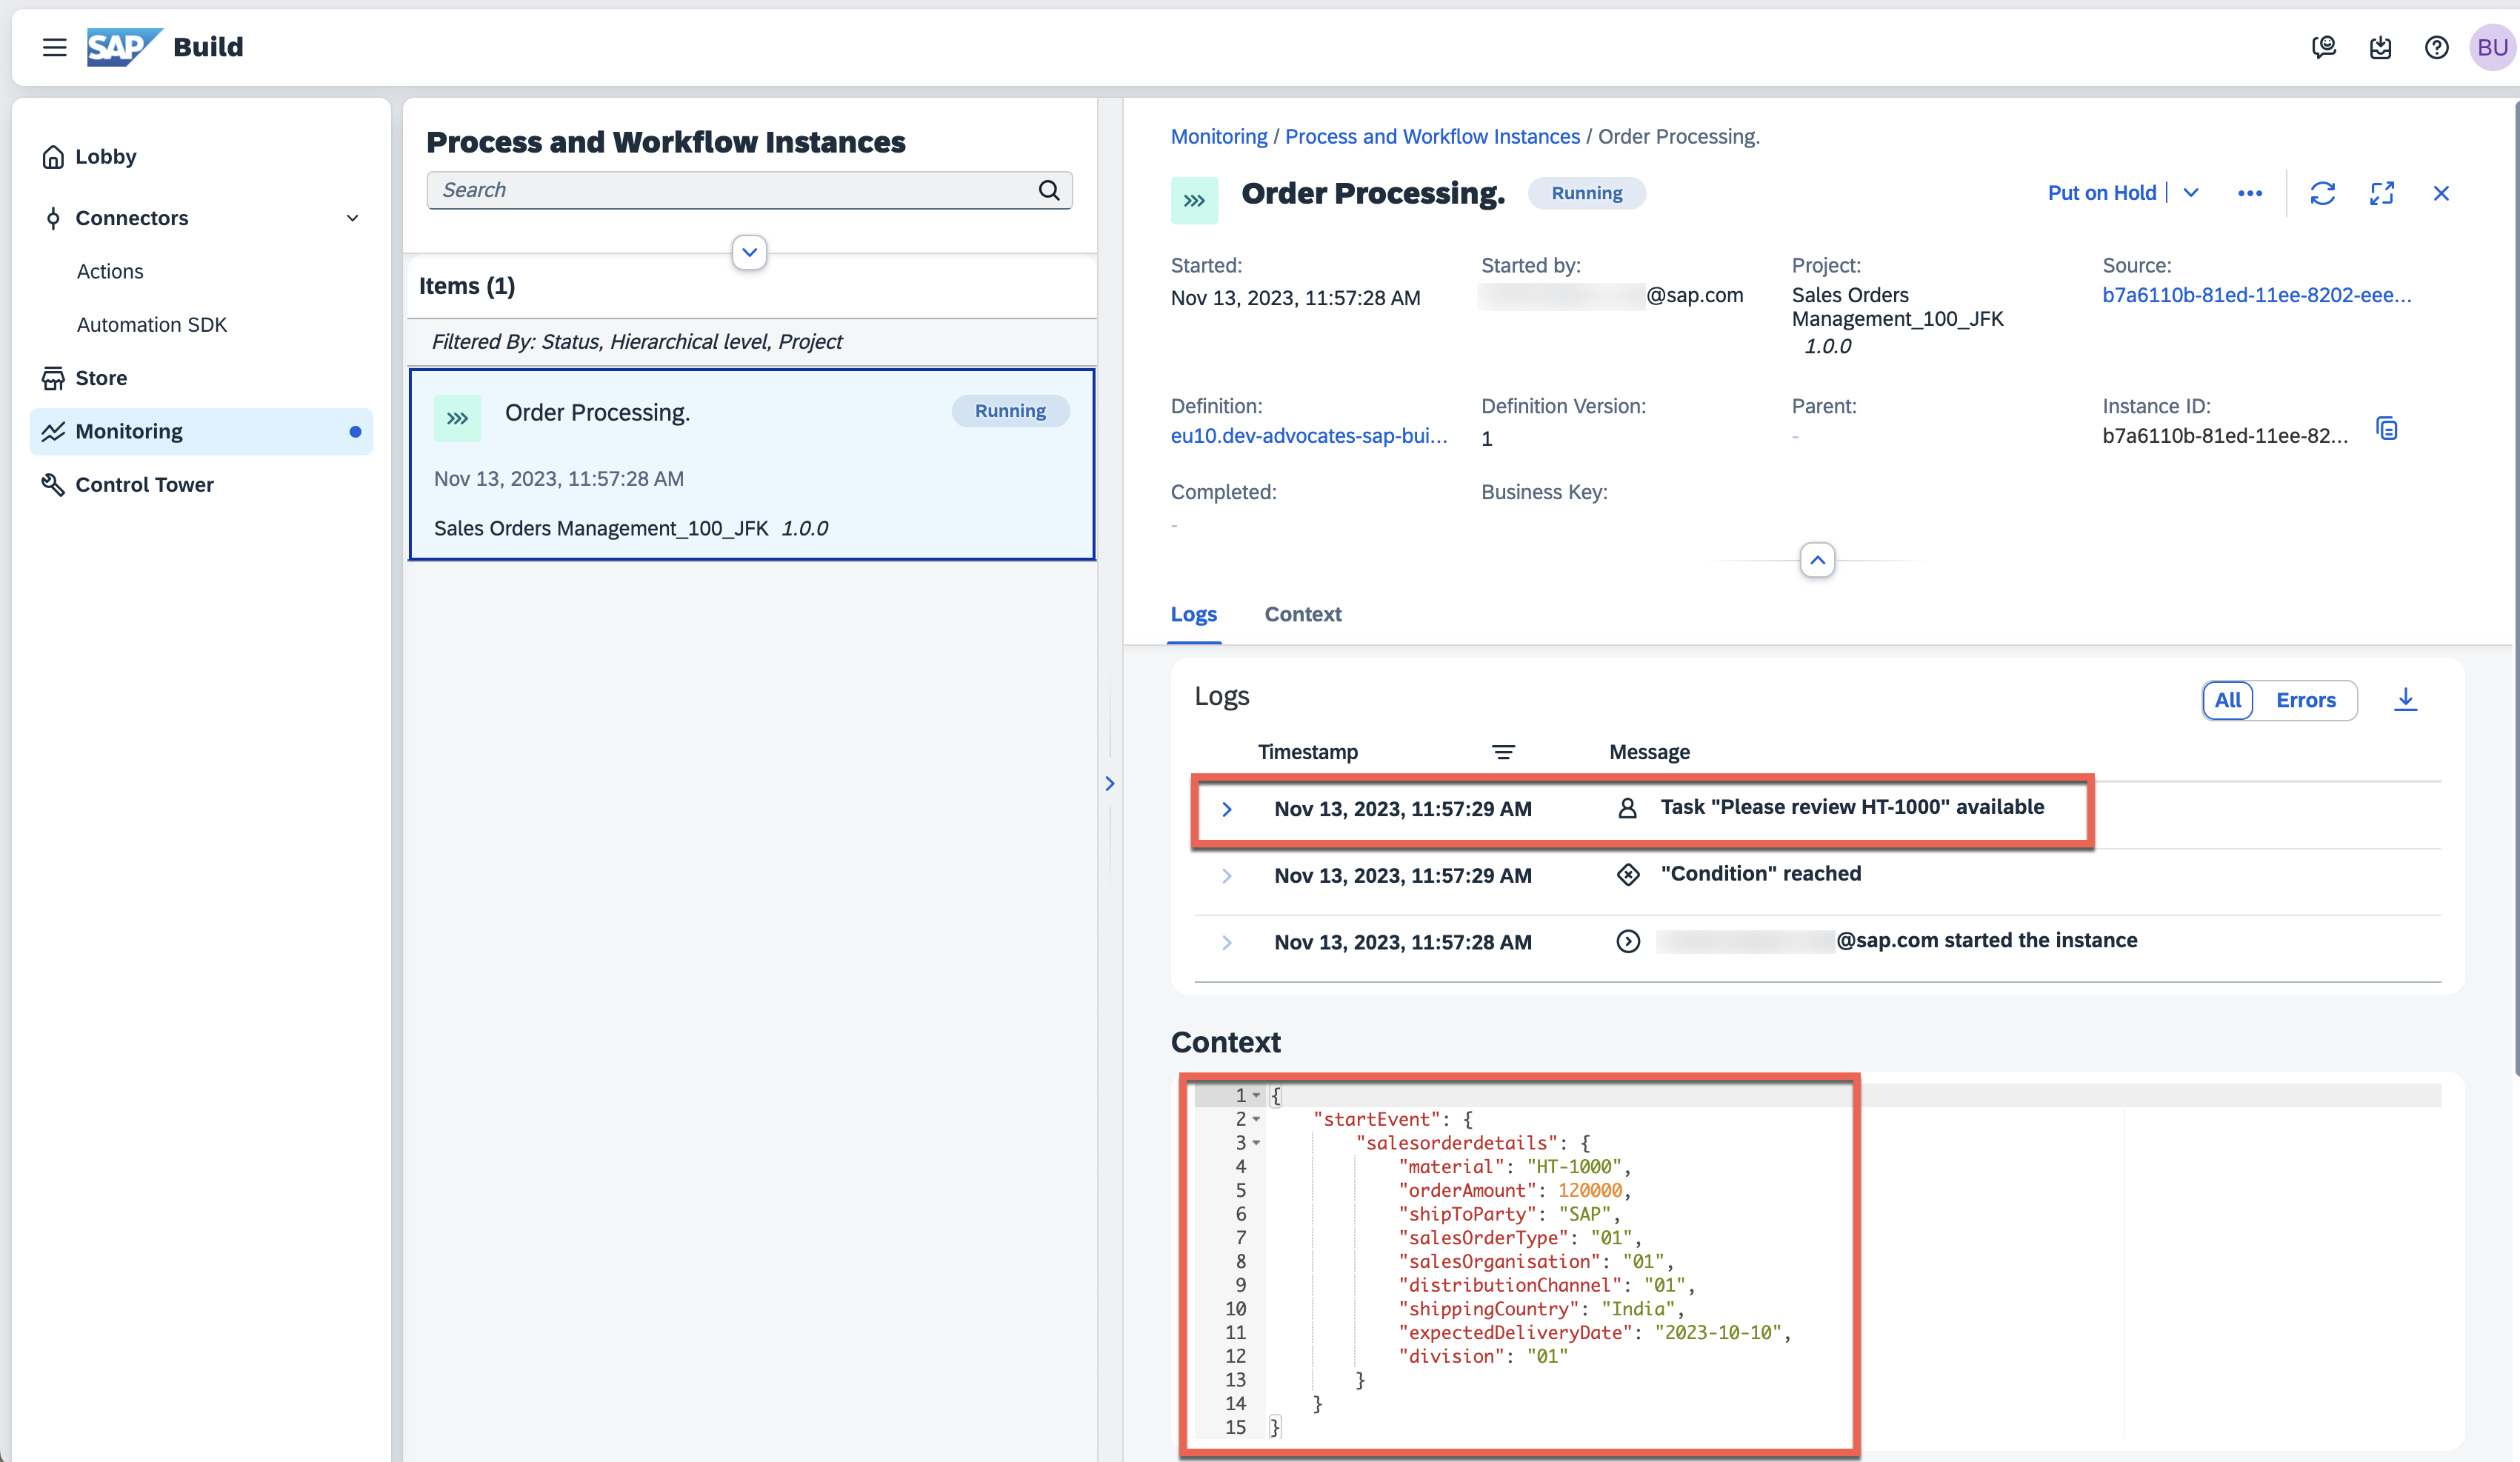 SAP Build
BU
Lobby
Connectors
Actions
Automation SDK
Store
Monitoring
Control Tower
Process and Workflow Instances
Search
Items (1)
Filtered By: Status, Hierarchical level, Project
Order Processing.
Running
Nov 13, 2023, 11:57:28 AM
Sales Orders Management_100_JFK 1.0.0
Monitoring / Process and Workflow Instances / Order Processing.
Order Processing. Running
Put on Hold
Started:
Nov 13, 2023, 11:57:28 AM
Started by:
@sap.com
Project:
Sales Orders
Management_100_JFK
1.0.0
Source:
b7a6110b-81ed-11ee-8202-eee...
Definition:
eu10.dev-advocates-sap-bui...
Definition Version:
1
Parent:
-
Instance ID:
b7a6110b-81ed-11ee-82...
Completed:
-
Business Key:
Logs Context
Logs
All Errors
Timestamp Message
Nov 13, 2023, 11:57:29 AM Task "Please review HT-1000" available
Nov 13, 2023, 11:57:29 AM "Condition" reached
Nov 13, 2023, 11:57:28 AM @sap.com started the instance
Context
1 {
2 "startEvent": {
3 "salesorderdetails": {
4 "material": "HT-1000",
5 "orderAmount": 120000,
6 "shipToParty": "SAP",
7 "salesOrderType": "01",
8 "salesOrganisation": "01",
9 "distributionChannel": "01",
10 "shippingCountry": "India",
11 "expectedDeliveryDate": "2023-10-10",
12 "division": "01"
13 }
14 }
15 }